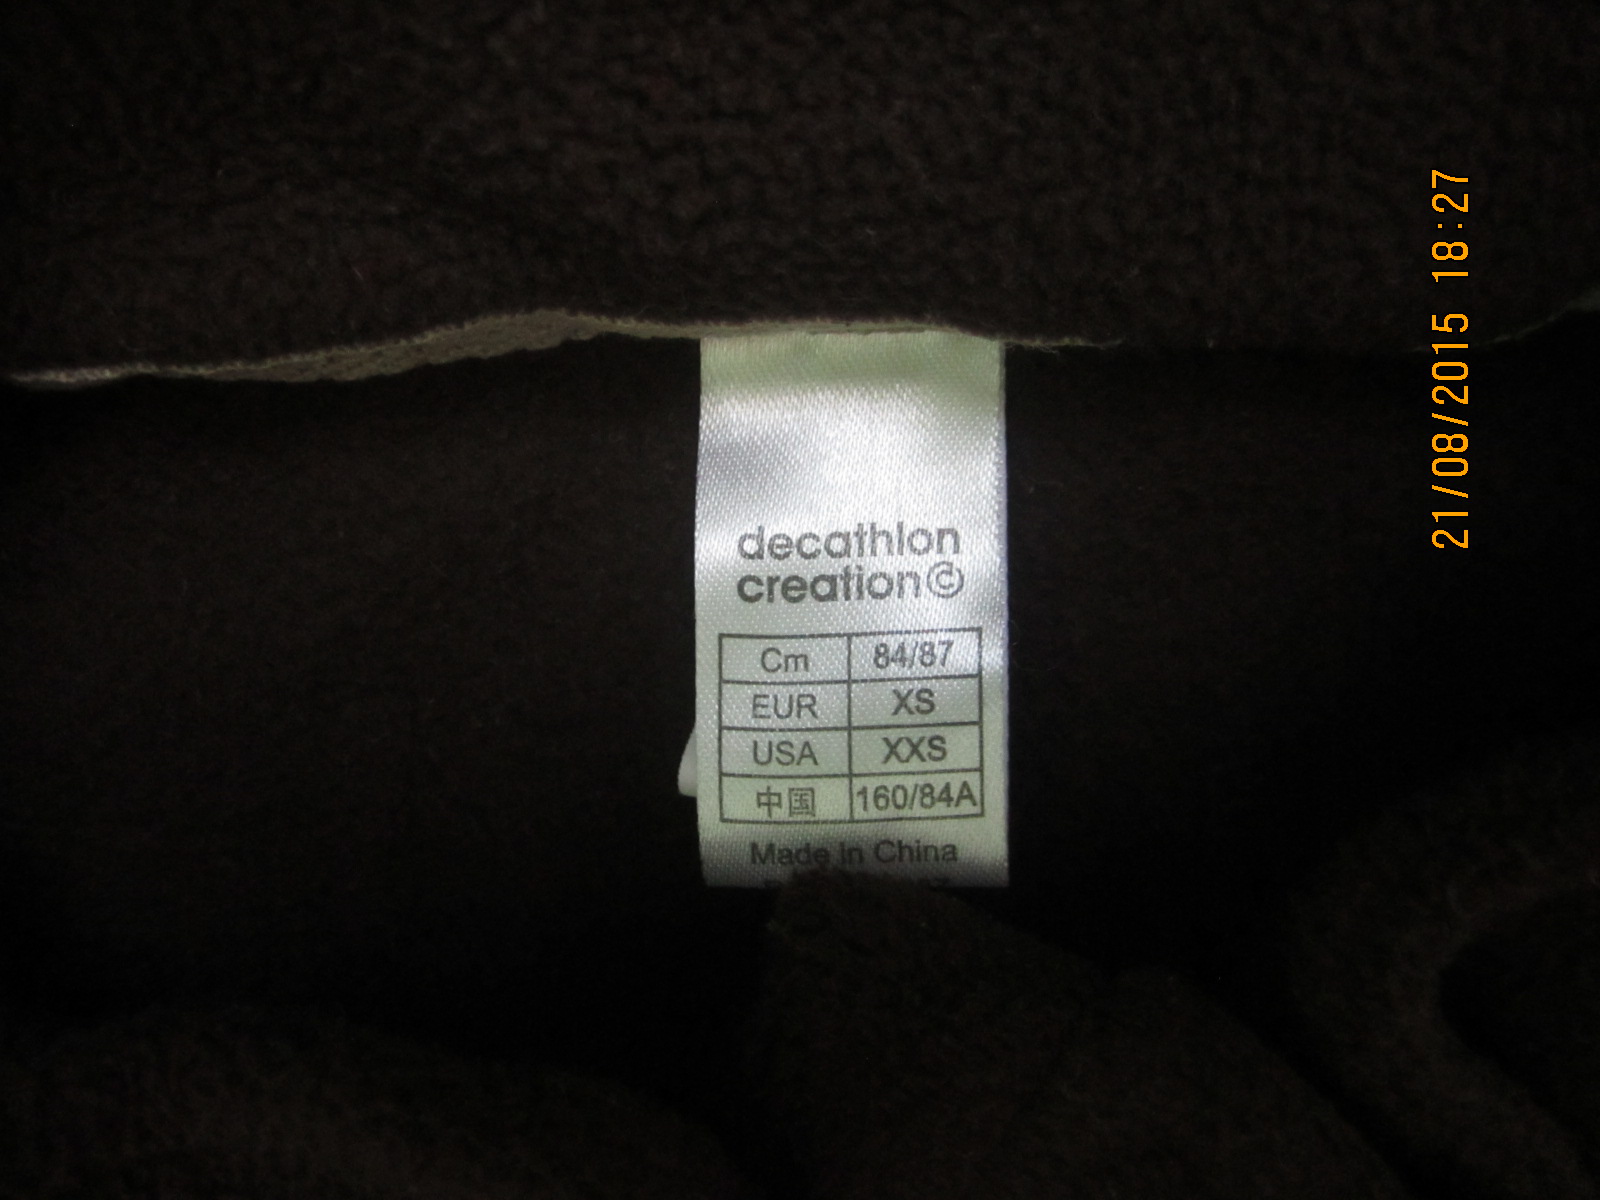 decathlon
creation©
Cm 84/87
EUR XS
USA XXS
中国 160/84A
Made in China
21/08/2015 18:27